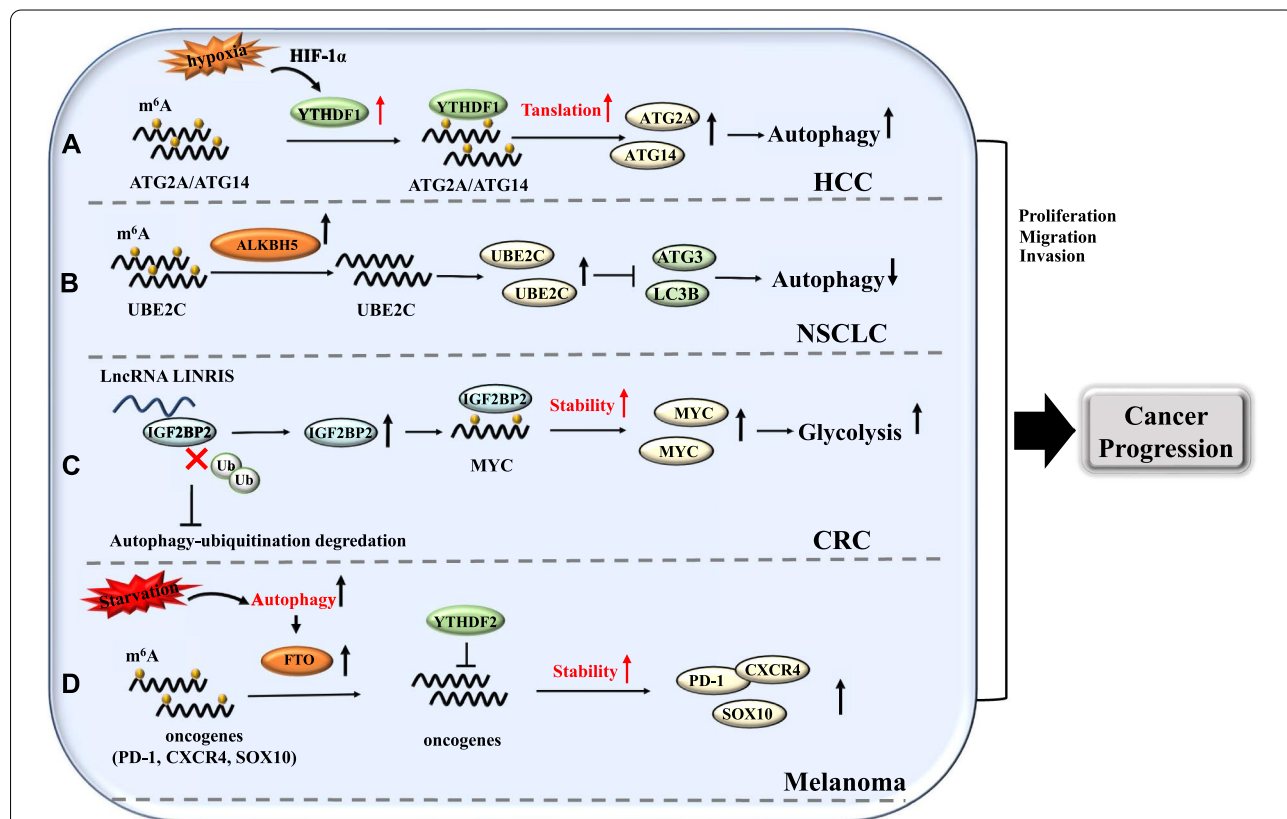 hypoxia
HIF-1α
m⁶A
YTHDF1
YTHDF1
Tanslation
ATG2A
ATG14
Autophagy
A
ATG2A/ATG14
ATG2A/ATG14
HCC
m⁶A
ALKBH5
UBE2C
UBE2C
ATG3
LC3B
Autophagy
B
UBE2C
UBE2C
NSCLC
LncRNA LINRIS
IGF2BP2
IGF2BP2
IGF2BP2
Stability
MYC
MYC
Glycolysis
MYC
C
Ub
Ub
Autophagy-ubiquitination degredation
CRC
Starvation
Autophagy
YTHDF2
m⁶A
FTO
Stability
PD-1
CXCR4
SOX10
D
oncogenes
(PD-1, CXCR4, SOX10)
oncogenes
Melanoma
Proliferation
Migration
Invasion
Cancer
Progression